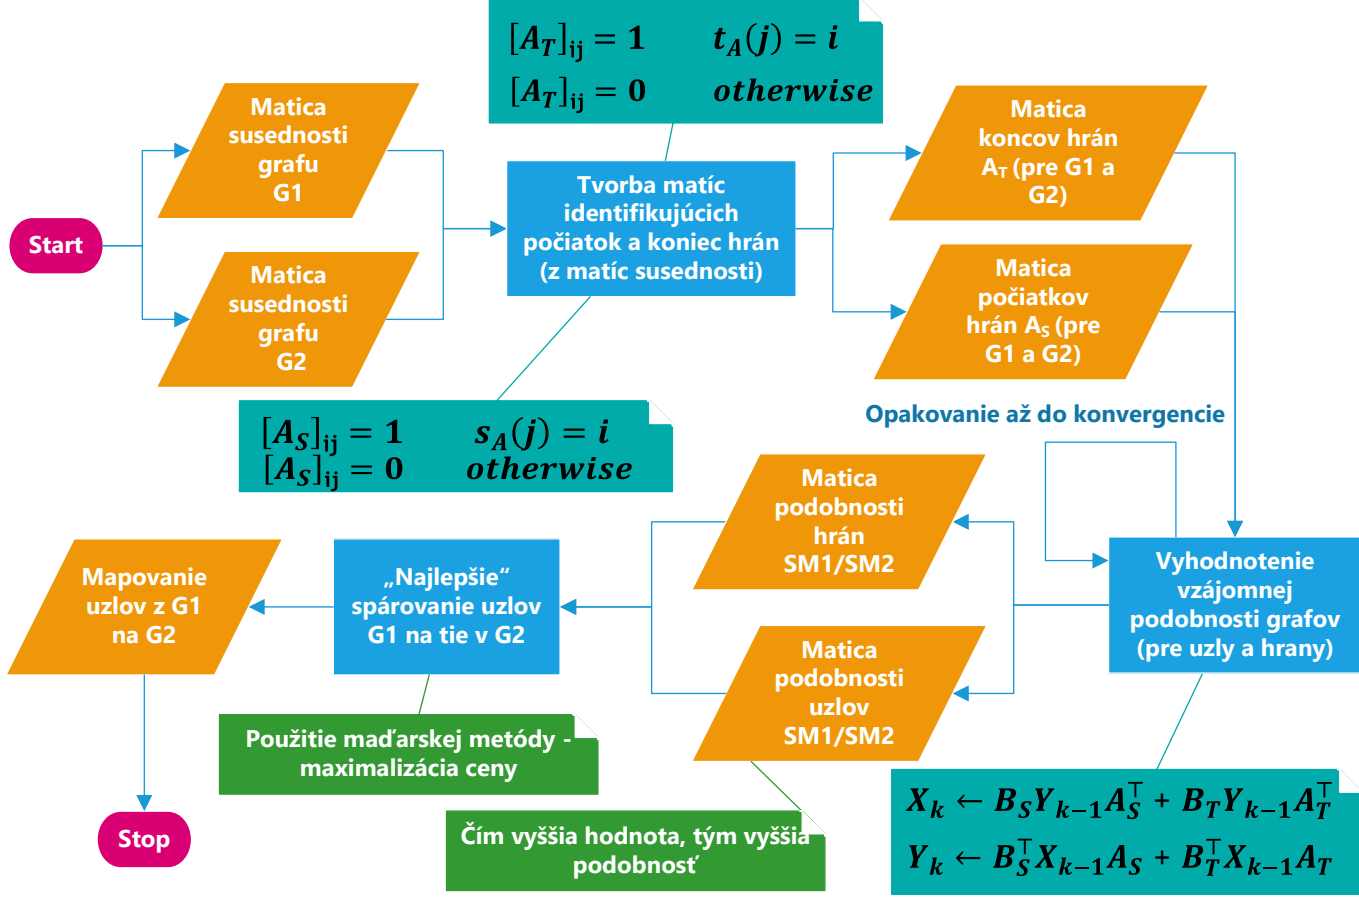 [A_T]_ij = 1 t_A(j) = i
[A_T]_ij = 0 otherwise
Start
Matica
susednosti
grafu
G1
Matica
susednosti
grafu
G2
Tvorba matíc
identifikujúcich
počiatok a koniec hrán
(z matíc susednosti)
[A_S]_ij = 1 s_A(j) = i
[A_S]_ij = 0 otherwise
Matica
koncov hrán
A_T (pre G1 a
G2)
Matica
počiatkov
hrán A_S (pre
G1 a G2)
Opakovanie až do konvergencie
Vyhodnotenie
vzájomnej
podobnosti grafov
(pre uzly a hrany)
X_k ← B_S Y_{k−1} A_S^⊤ + B_T Y_{k−1} A_T^⊤
Y_k ← B_S^⊤ X_{k−1} A_S + B_T^⊤ X_{k−1} A_T
Matica
podobnosti
hrán
SM1/SM2
Matica
podobnosti
uzlov
SM1/SM2
Čím vyššia hodnota, tým vyššia
podobnosť
„Najlepšie“
spárovanie uzlov
G1 na tie v G2
Použitie maďarskej metódy -
maximalizácia ceny
Mapovanie
uzlov z G1
na G2
Stop